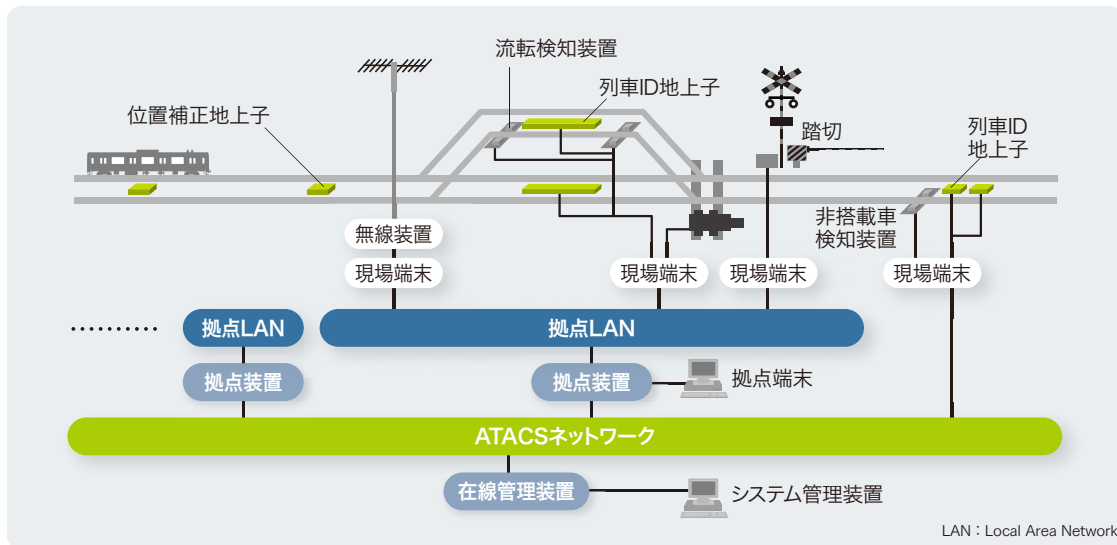 流転検知装置
列車ID地上子
位置補正地上子
踏切
列車ID
地上子
非搭載車
検知装置
無線装置
現場端末
現場端末
現場端末
現場端末
拠点LAN
拠点LAN
拠点装置
拠点装置
拠点端末
ATACSネットワーク
在線管理装置
システム管理装置
LAN：Local Area Network